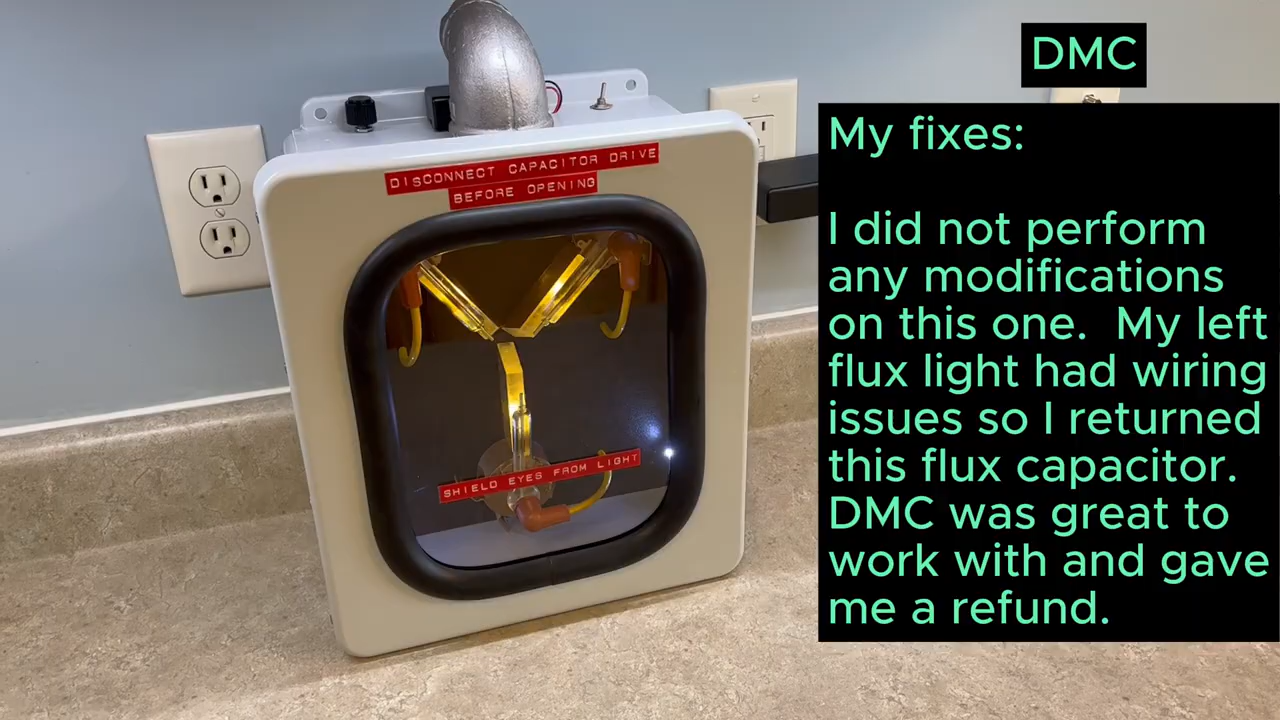 DMC
My fixes:
I did not perform
any modifications
on this one.  My left
flux light had wiring
issues so I returned
this flux capacitor.
DMC was great to
work with and gave
me a refund.
DISCONNECT CAPACITOR DRIVE
BEFORE OPENING
SHIELD EYES FROM LIGHT